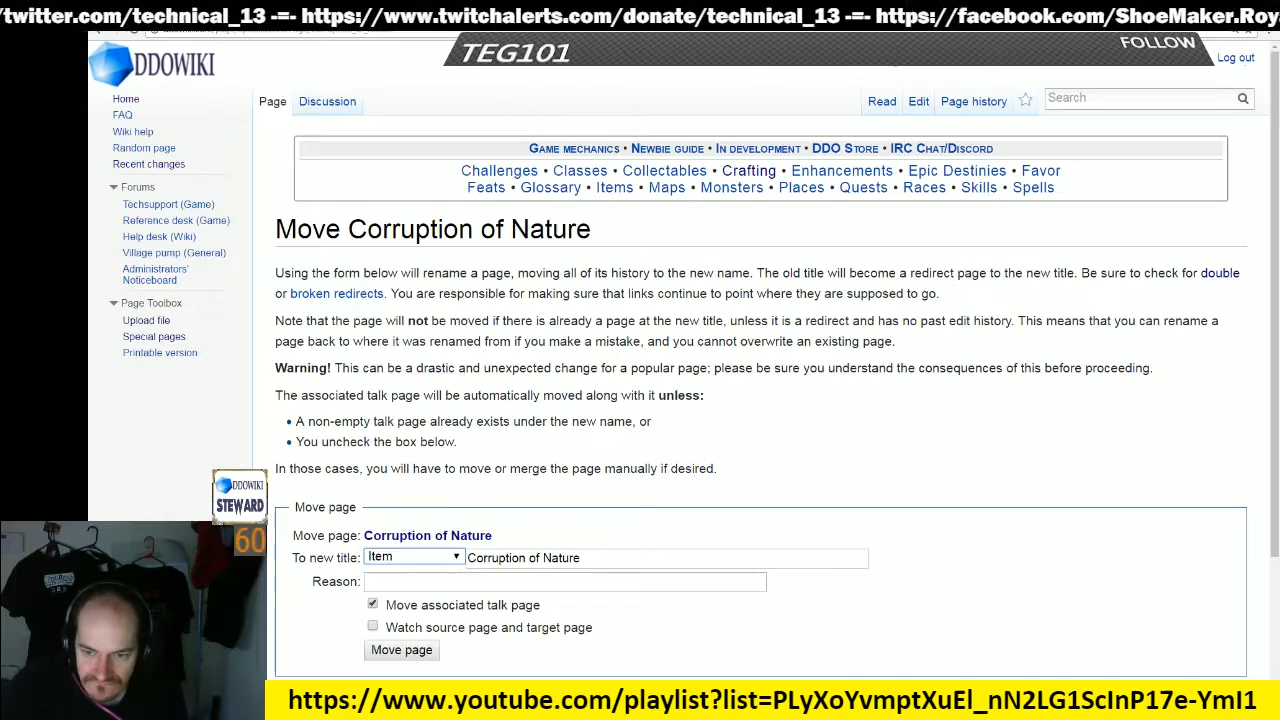 /twitter.com/technical_13 -=- https://www.twitchalerts.com/donate/technical_13 -=- https://facebook.com/ShoeMaker.Roy
TEG101
FOLLOW
Log out
DDOWIKI
Page
Discussion
Read
Edit
Page history
Search
Home
FAQ
Wiki help
Random page
Recent changes
Forums
Techsupport (Game)
Reference desk (Game)
Help desk (Wiki)
Village pump (General)
Administrators'
Noticeboard
Page Toolbox
Upload file
Special pages
Printable version
Game mechanics • Newbie guide • In development • DDO Store • IRC Chat/Discord
Challenges • Classes • Collectables • Crafting • Enhancements • Epic Destinies • Favor
Feats • Glossary • Items • Maps • Monsters • Places • Quests • Races • Skills • Spells
Move Corruption of Nature
Using the form below will rename a page, moving all of its history to the new name. The old title will become a redirect page to the new title. Be sure to check for double
or broken redirects. You are responsible for making sure that links continue to point where they are supposed to go.
Note that the page will not be moved if there is already a page at the new title, unless it is a redirect and has no past edit history. This means that you can rename a
page back to where it was renamed from if you make a mistake, and you cannot overwrite an existing page.
Warning! This can be a drastic and unexpected change for a popular page; please be sure you understand the consequences of this before proceeding.
The associated talk page will be automatically moved along with it unless:
• A non-empty talk page already exists under the new name, or
• You uncheck the box below.
In those cases, you will have to move or merge the page manually if desired.
DDOWIKI
STEWARD
60
Move page
Move page: Corruption of Nature
To new title: Item Corruption of Nature
Reason:
Move associated talk page
Watch source page and target page
Move page
https://www.youtube.com/playlist?list=PLyXoYvmptXuEl_nN2LG1ScInP17e-YmI1